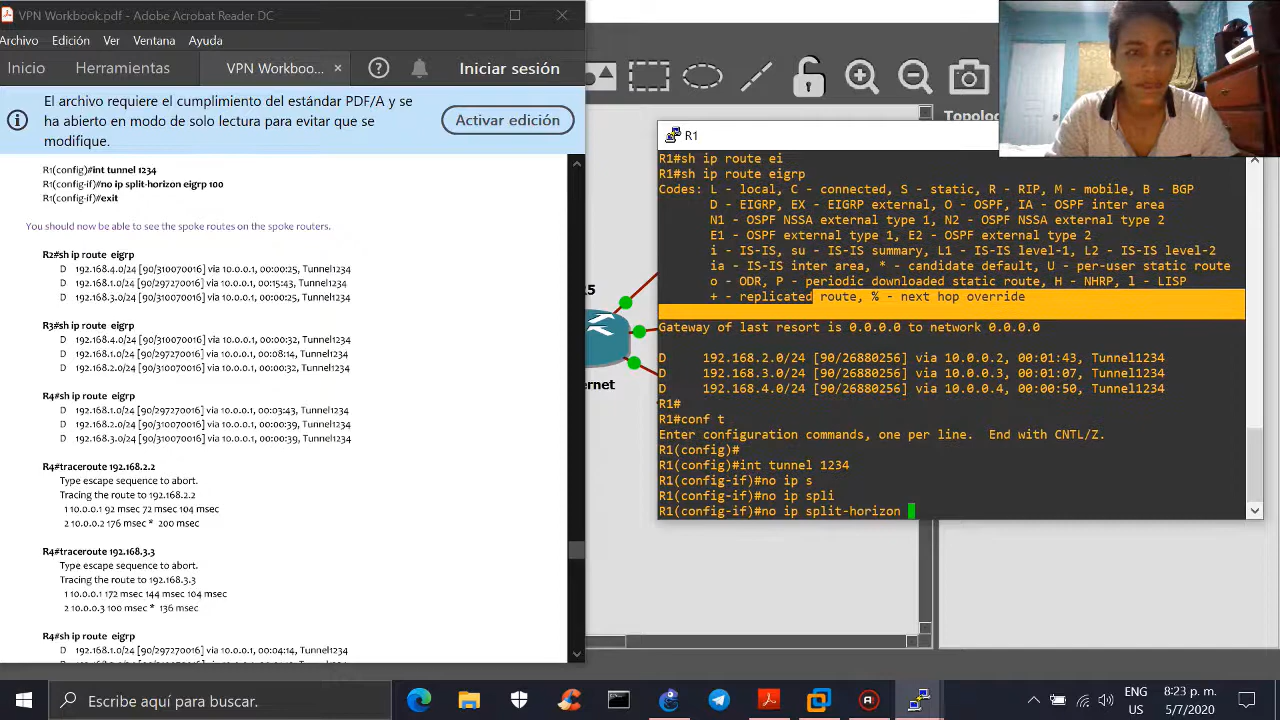 VPN Workbook.pdf - Adobe Acrobat Reader DC
Archivo Edición Ver Ventana Ayuda
Inicio Herramientas VPN Workboo... × Iniciar sesión
El archivo requiere el cumplimiento del estándar PDF/A y se
ha abierto en modo de solo lectura para evitar que se
modifique.
Activar edición
R1(config)#int tunnel 1234
R1(config-if)#no ip split-horizon eigrp 100
R1(config-if)#exit
You should now be able to see the spoke routes on the spoke routers.
R2#sh ip route eigrp
D 192.168.4.0/24 [90/310070016] via 10.0.0.1, 00:00:25, Tunnel1234
D 192.168.1.0/24 [90/297270016] via 10.0.0.1, 00:15:43, Tunnel1234
D 192.168.3.0/24 [90/310070016] via 10.0.0.1, 00:00:25, Tunnel1234
R3#sh ip route eigrp
D 192.168.4.0/24 [90/310070016] via 10.0.0.1, 00:00:32, Tunnel1234
D 192.168.1.0/24 [90/297270016] via 10.0.0.1, 00:08:14, Tunnel1234
D 192.168.2.0/24 [90/310070016] via 10.0.0.1, 00:00:32, Tunnel1234
R4#sh ip route eigrp
D 192.168.1.0/24 [90/297270016] via 10.0.0.1, 00:03:43, Tunnel1234
D 192.168.2.0/24 [90/310070016] via 10.0.0.1, 00:00:39, Tunnel1234
D 192.168.3.0/24 [90/310070016] via 10.0.0.1, 00:00:39, Tunnel1234
R4#traceroute 192.168.2.2
Type escape sequence to abort.
Tracing the route to 192.168.2.2
1 10.0.0.1 92 msec 72 msec 104 msec
2 10.0.0.2 176 msec * 200 msec
R4#traceroute 192.168.3.3
Type escape sequence to abort.
Tracing the route to 192.168.3.3
1 10.0.0.1 172 msec 144 msec 104 msec
2 10.0.0.3 100 msec * 136 msec
R4#sh ip route eigrp
D 192.168.1.0/24 [90/297270016] via 10.0.0.1, 00:04:14, Tunnel1234
Topolo
R1
R1#sh ip route ei
R1#sh ip route eigrp
Codes: L - local, C - connected, S - static, R - RIP, M - mobile, B - BGP
D - EIGRP, EX - EIGRP external, O - OSPF, IA - OSPF inter area
N1 - OSPF NSSA external type 1, N2 - OSPF NSSA external type 2
E1 - OSPF external type 1, E2 - OSPF external type 2
i - IS-IS, su - IS-IS summary, L1 - IS-IS level-1, L2 - IS-IS level-2
ia - IS-IS inter area, * - candidate default, U - per-user static route
o - ODR, P - periodic downloaded static route, H - NHRP, l - LISP
+ - replicated route, % - next hop override
Gateway of last resort is 0.0.0.0 to network 0.0.0.0
D 192.168.2.0/24 [90/26880256] via 10.0.0.2, 00:01:43, Tunnel1234
D 192.168.3.0/24 [90/26880256] via 10.0.0.3, 00:01:07, Tunnel1234
D 192.168.4.0/24 [90/26880256] via 10.0.0.4, 00:00:50, Tunnel1234
R1#
R1#conf t
Enter configuration commands, one per line. End with CNTL/Z.
R1(config)#
R1(config)#int tunnel 1234
R1(config-if)#no ip s
R1(config-if)#no ip spli
R1(config-if)#no ip split-horizon
5
ernet
Escribe aquí para buscar.
ENG
US
8:23 p. m.
5/7/2020